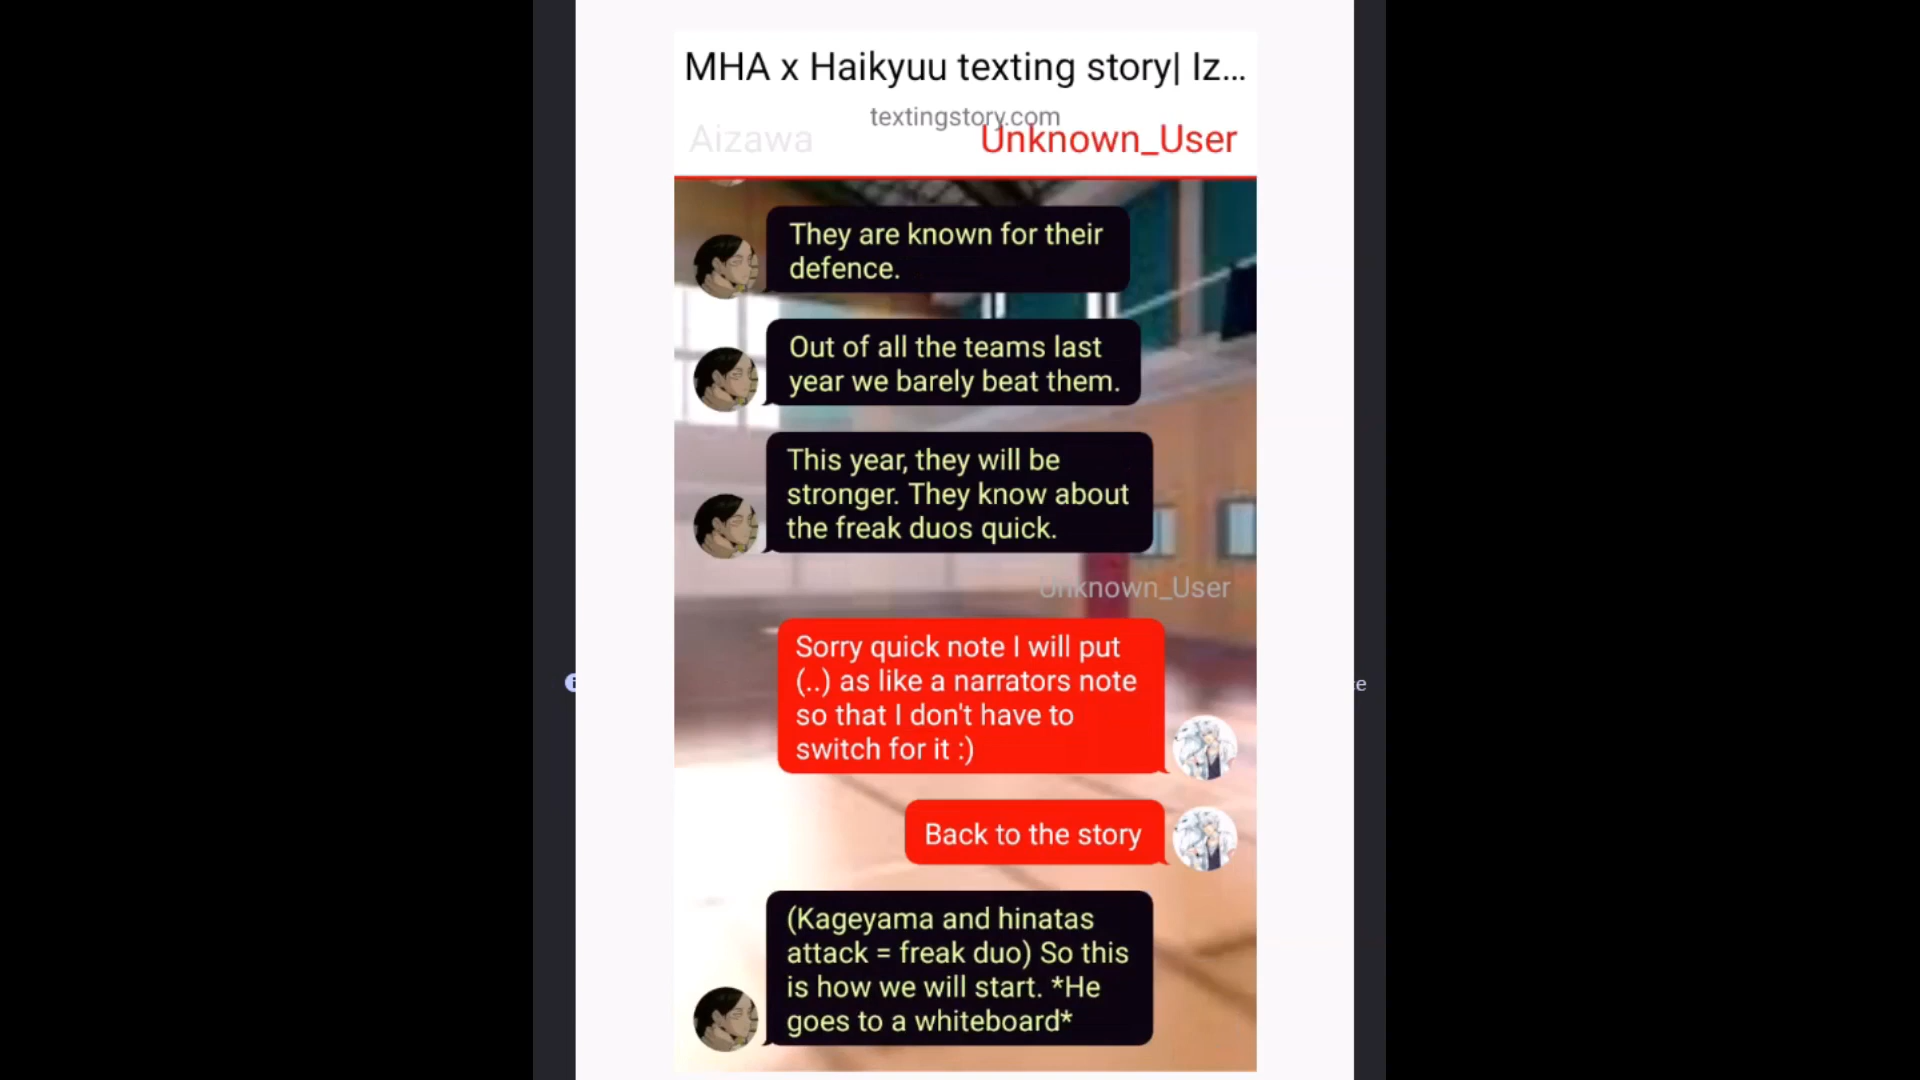 MHA x Haikyuu texting story| Iz...
textingstory.com
Aizawa
Unknown_User
They are known for their
defence.
Out of all the teams last
year we barely beat them.
This year, they will be
stronger. They know about
the freak duos quick.
Unknown_User
Sorry quick note I will put
(..) as like a narrators note
so that I don't have to
switch for it :)
Back to the story
(Kageyama and hinatas
attack = freak duo) So this
is how we will start. *He
goes to a whiteboard*